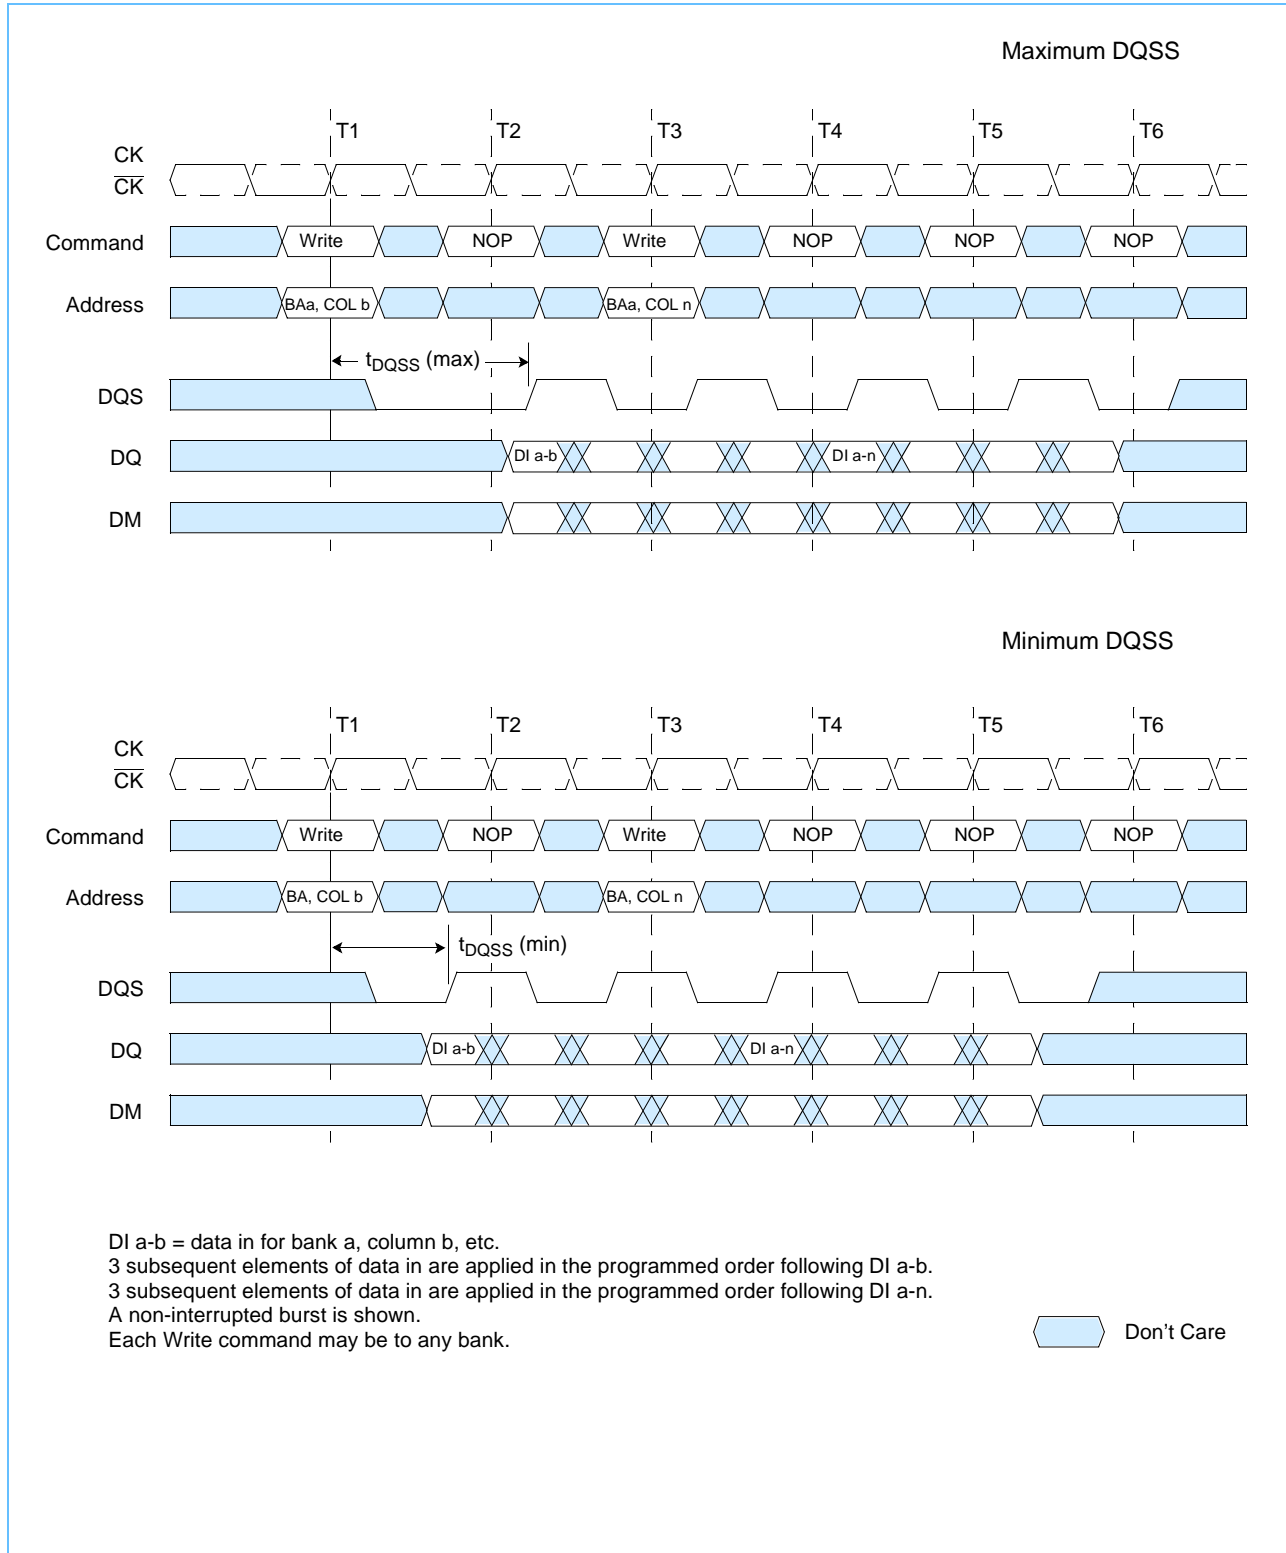 Maximum DQSS
T1 T2 T3 T4 T5 T6
CK
CK
Command Write NOP Write NOP NOP NOP
Address BAa, COL b BAa, COL n
tDQSS (max)
DQS
DQ DI a-b DI a-n
DM
Minimum DQSS
T1 T2 T3 T4 T5 T6
CK
CK
Command Write NOP Write NOP NOP NOP
Address BA, COL b BA, COL n
tDQSS (min)
DQS
DQ DI a-b DI a-n
DM
DI a-b = data in for bank a, column b, etc.
3 subsequent elements of data in are applied in the programmed order following DI a-b.
3 subsequent elements of data in are applied in the programmed order following DI a-n.
A non-interrupted burst is shown.
Each Write command may be to any bank.
Don't Care